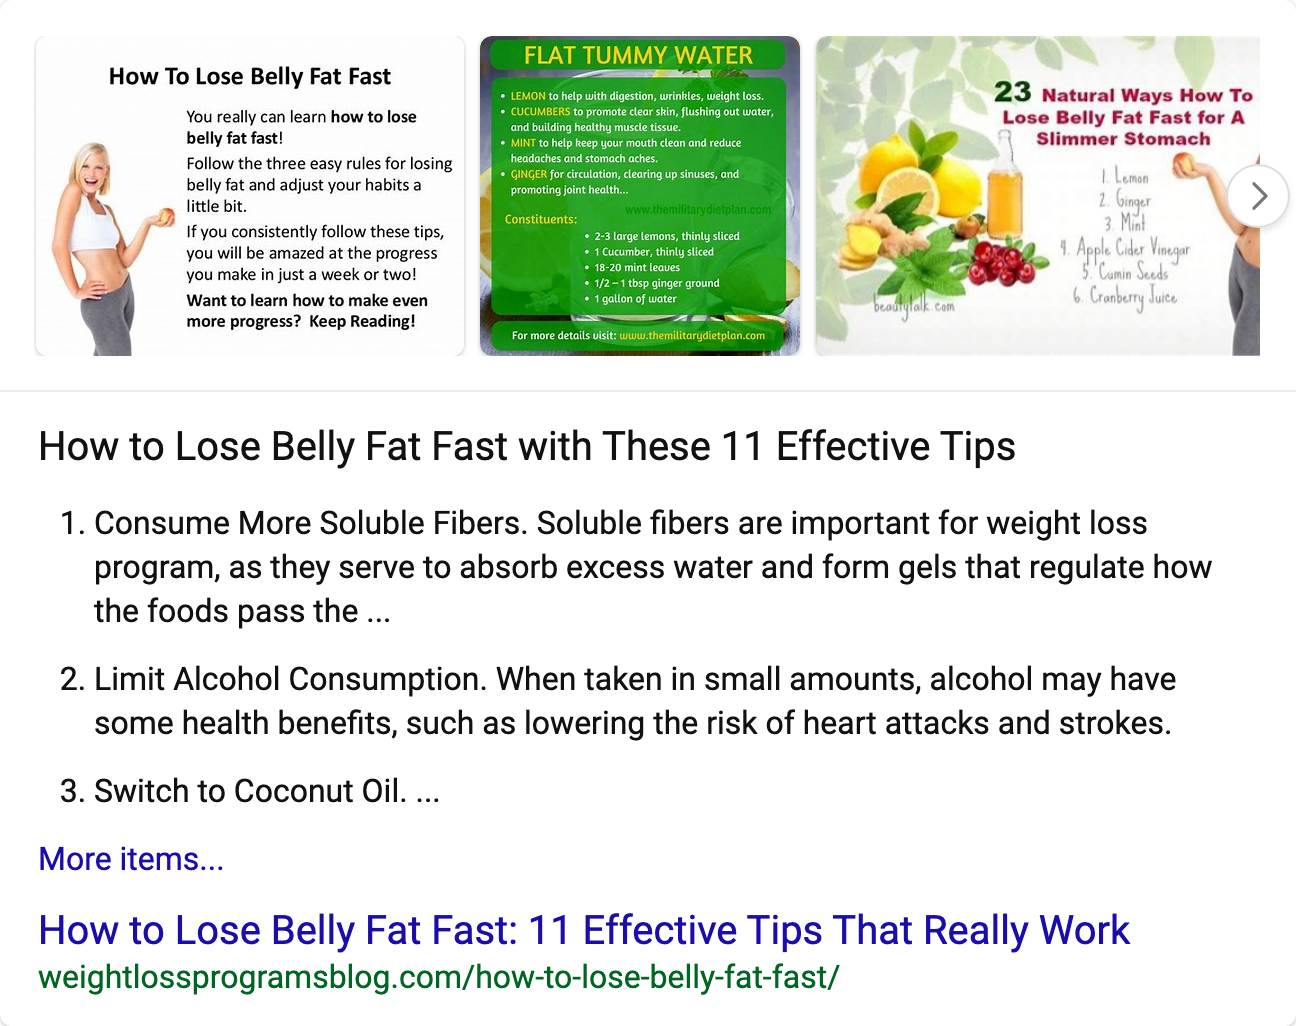 How To Lose Belly Fat Fast
You really can learn how to lose
belly fat fast!
Follow the three easy rules for losing
belly fat and adjust your habits a
little bit.
If you consistently follow these tips,
you will be amazed at the progress
you make in just a week or two!
Want to learn how to make even
more progress? Keep Reading!
FLAT TUMMY WATER
• LEMON to help with digestion, wrinkles, weight loss.
• CUCUMBERS to promote clear skin, flushing out water,
and building healthy muscle tissue.
• MINT to help keep your mouth clean and reduce
headaches and stomach aches.
• GINGER for circulation, clearing up sinuses, and
promoting joint health...
www.themilitarydietplan.com
Constituents:
• 2-3 large lemons, thinly sliced
• 1 Cucumber, thinly sliced
• 18-20 mint leaves
• 1/2 – 1 tbsp ginger ground
• 1 gallon of water
For more details visit: www.themilitarydietplan.com
23 Natural Ways How To
Lose Belly Fat Fast for A
Slimmer Stomach
1. Lemon
2. Ginger
3. Mint
4. Apple Cider Vinegar
5. Cumin Seeds
6. Cranberry Juice
beautytalk.com
How to Lose Belly Fat Fast with These 11 Effective Tips
1. Consume More Soluble Fibers. Soluble fibers are important for weight loss
program, as they serve to absorb excess water and form gels that regulate how
the foods pass the ...
2. Limit Alcohol Consumption. When taken in small amounts, alcohol may have
some health benefits, such as lowering the risk of heart attacks and strokes.
3. Switch to Coconut Oil. ...
More items...
How to Lose Belly Fat Fast: 11 Effective Tips That Really Work
weightlossprogramsblog.com/how-to-lose-belly-fat-fast/